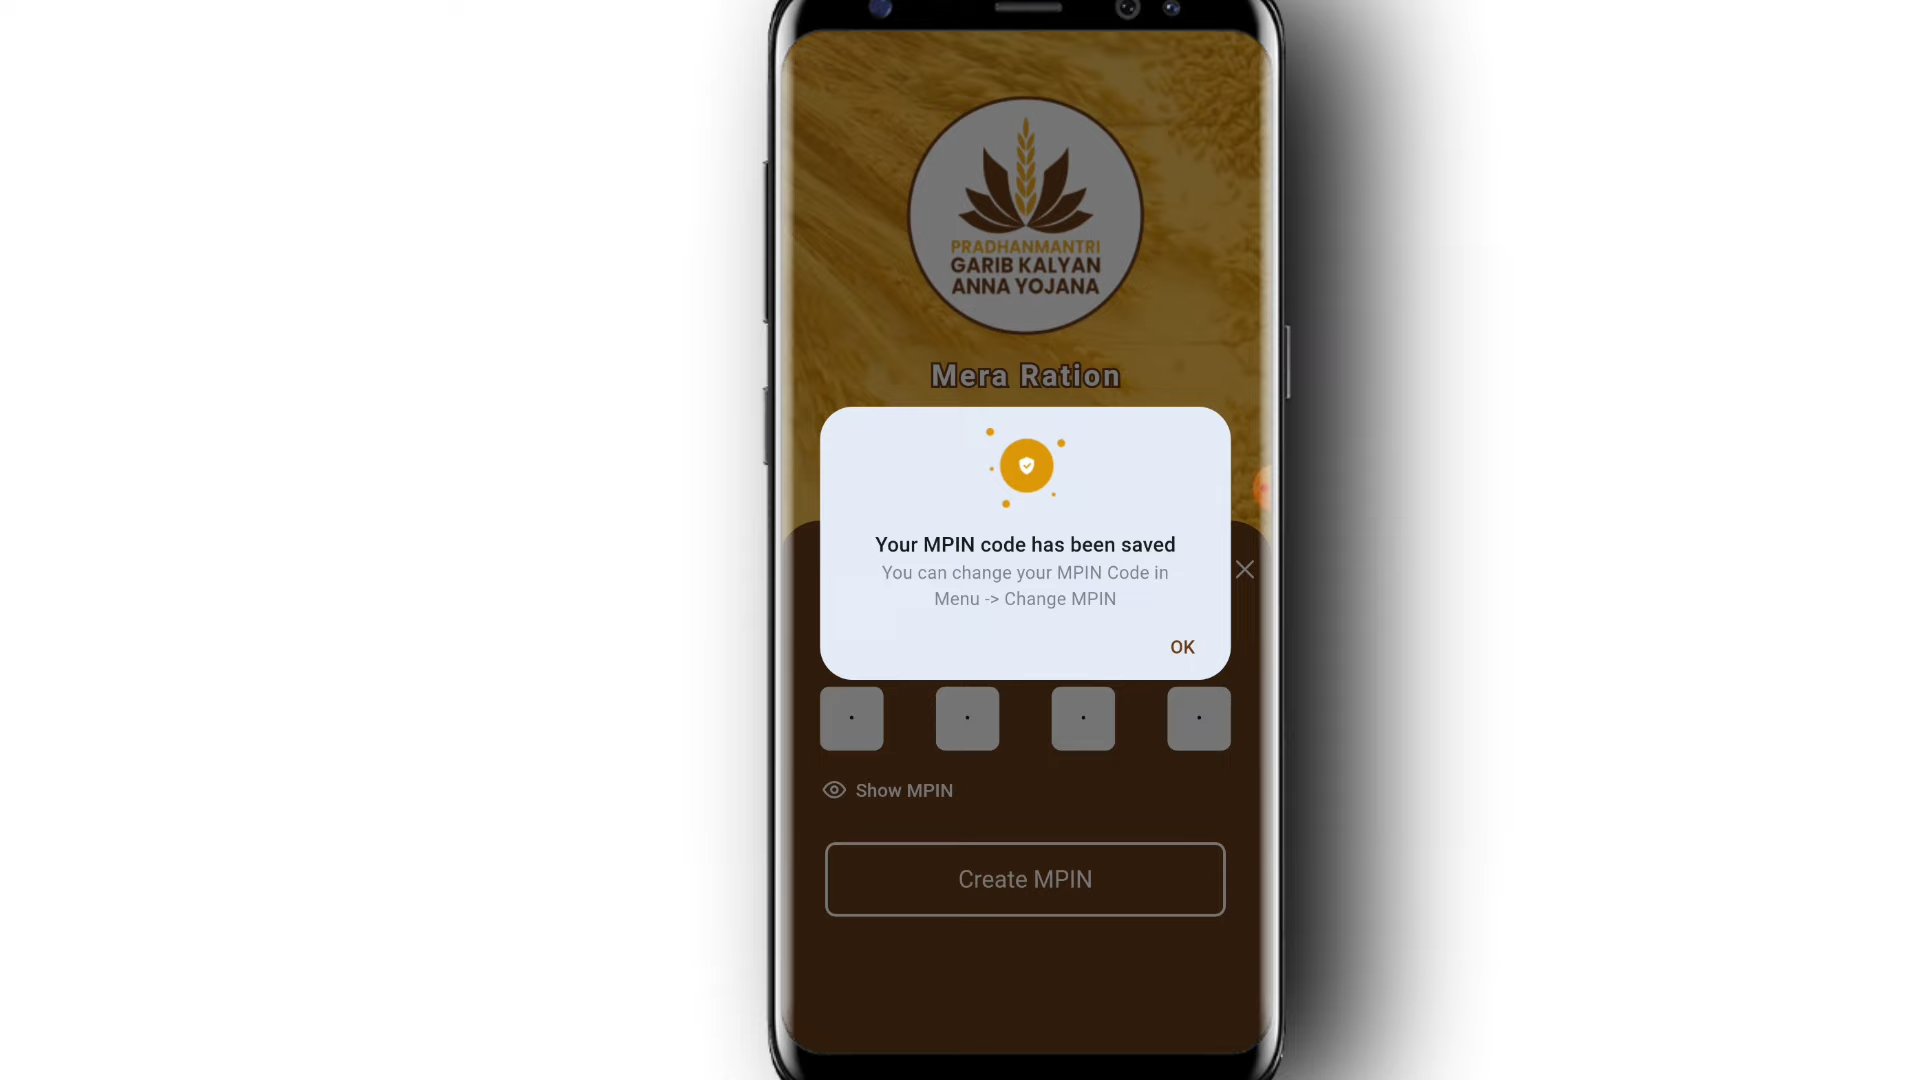 PRADHANMANTRI
GARIB KALYAN
ANNA YOJANA
Mera Ration
Your MPIN code has been saved
You can change your MPIN Code in
Menu -> Change MPIN
OK
Show MPIN
Create MPIN